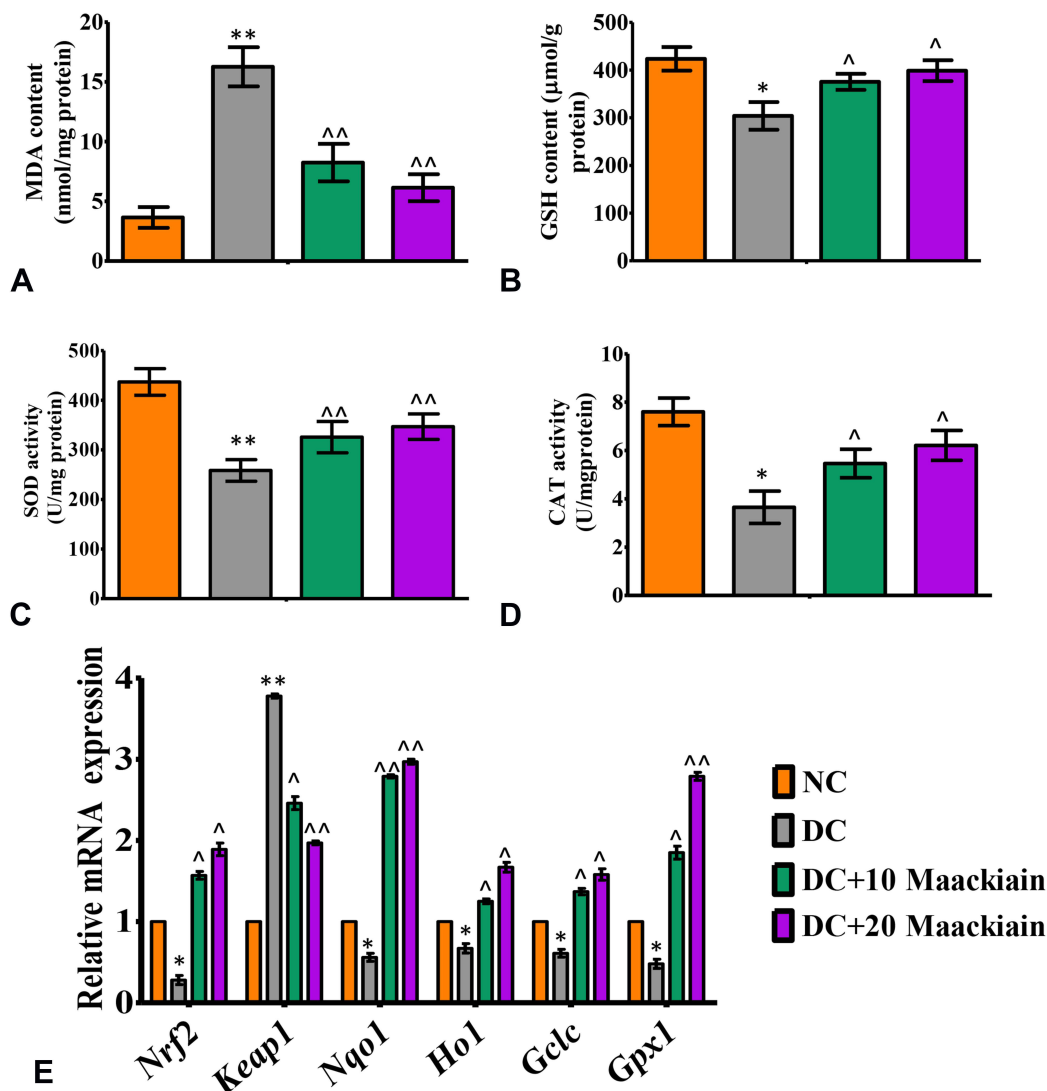 MDA content
(nmol/mg protein)
20
15
10
5
0
**
^^
^^
A
GSH content (µmol/g
protein)
500
400
300
200
100
0
*
^
^
B
SOD activity
(U/mg protein)
500
400
300
200
100
0
**
^^
^^
C
CAT activity
(U/mgprotein)
10
8
6
4
2
0
*
^
^
D
Relative mRNA expression
4
3
2
1
0
*
^
^
**
^
^^
*
^^
^^
*
^
^
*
^
^
*
^
^^
Nrf2
Keap1
Nqo1
Ho1
Gclc
Gpx1
NC
DC
DC+10 Maackiain
DC+20 Maackiain
E